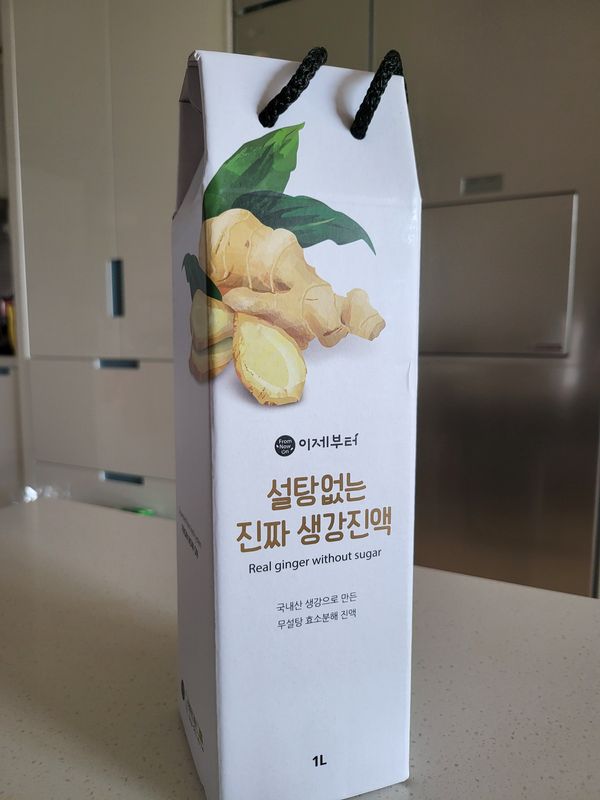 From
Now
On
이제부터
설탕없는
진짜 생강진액
Real ginger without sugar
국내산 생강으로 만든
무설탕 효소분해 진액
1L